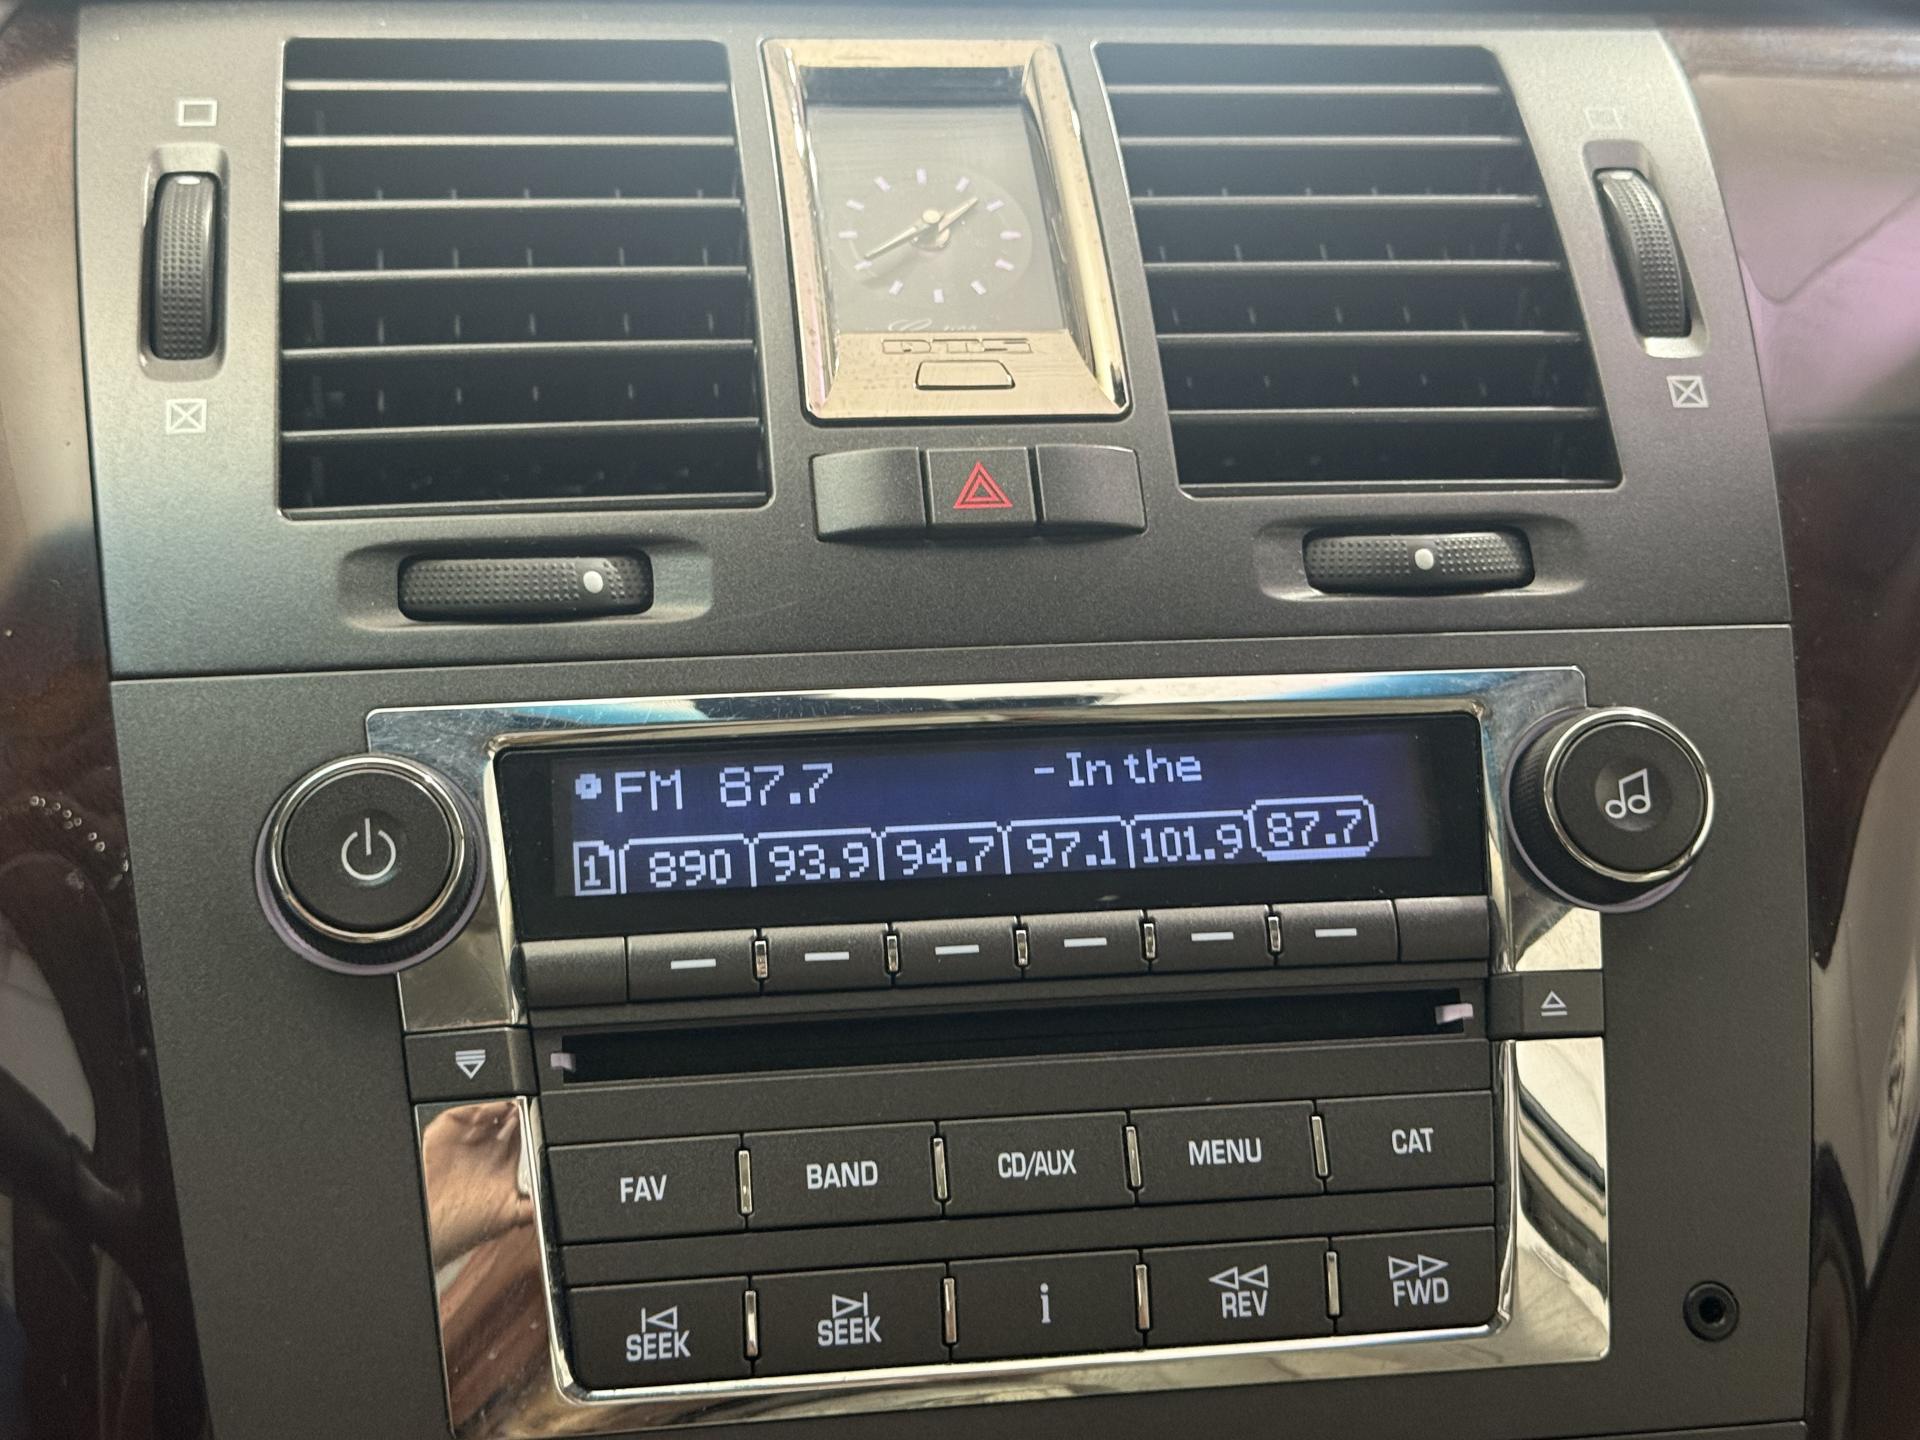 DTS
FM 87.7 - In the
1 890 93.9 94.7 97.1 101.9 87.7
FAV BAND CD/AUX MENU CAT
SEEK SEEK i REV FWD